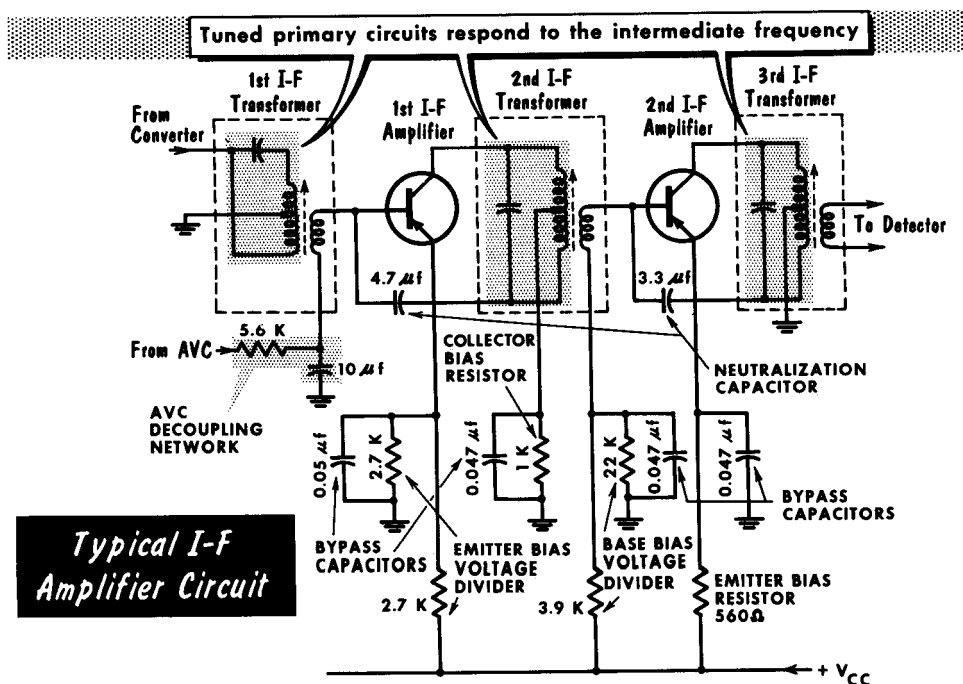 Tuned primary circuits respond to the intermediate frequency
1st I-F
Transformer
2nd I-F
Transformer
3rd I-F
Transformer
From
Converter
1st I-F
Amplifier
2nd I-F
Amplifier
To Detector
4.7 μf
3.3 μf
5.6 K
From AVC
10 μf
COLLECTOR
BIAS
RESISTOR
NEUTRALIZATION
CAPACITOR
AVC
DECOUPLING
NETWORK
0.05 μf
2.7 K
0.047 μf
1 K
22 K
0.047 μf
0.047 μf
BYPASS
CAPACITORS
BYPASS
CAPACITORS
EMITTER BIAS
VOLTAGE
DIVIDER
BASE BIAS
VOLTAGE
DIVIDER
Typical I-F
Amplifier Circuit
2.7 K
3.9 K
EMITTER BIAS
RESISTOR
560Ω
+ VCC